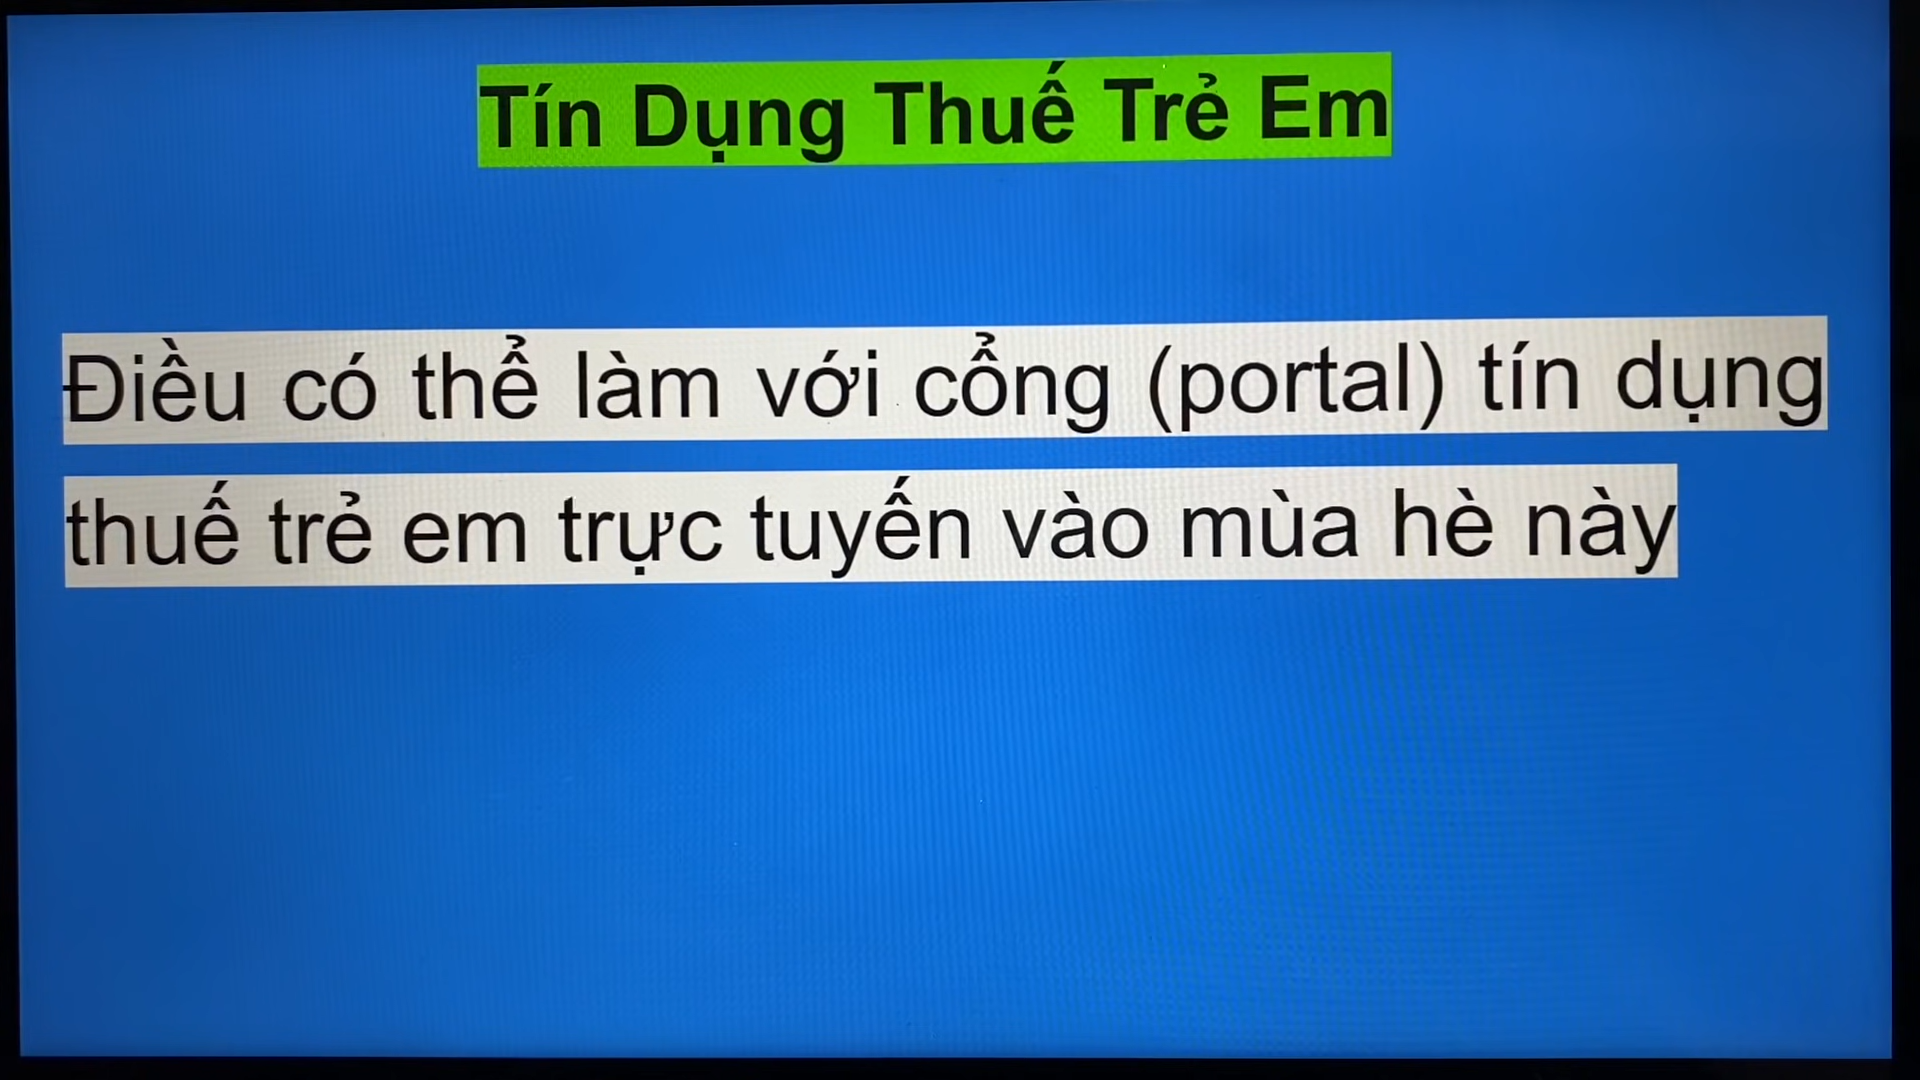 Tín Dụng Thuế Trẻ Em
Điều có thể làm với cổng (portal) tín dụng
thuế trẻ em trực tuyến vào mùa hè này